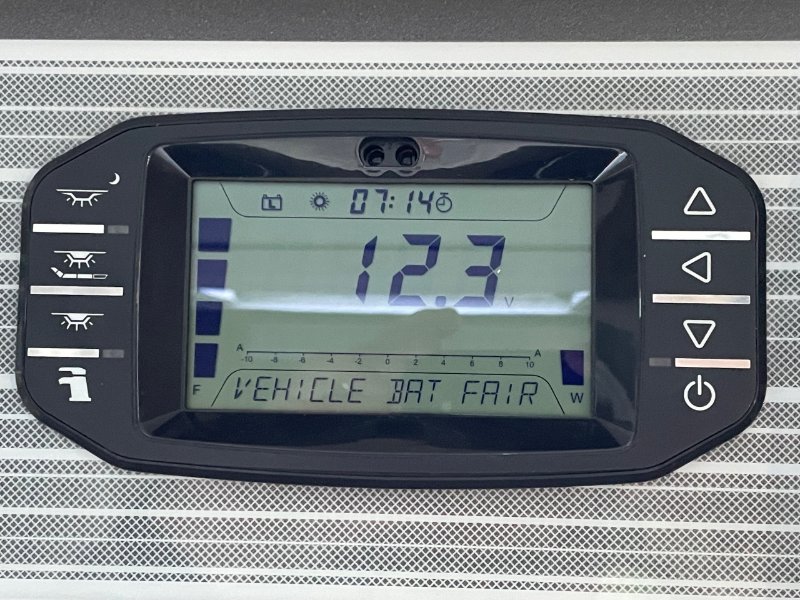 07:14
12.3 V
A A
-10 -8 -6 -4 -2 0 2 4 6 8 10
F VEHICLE BAT FAIR W